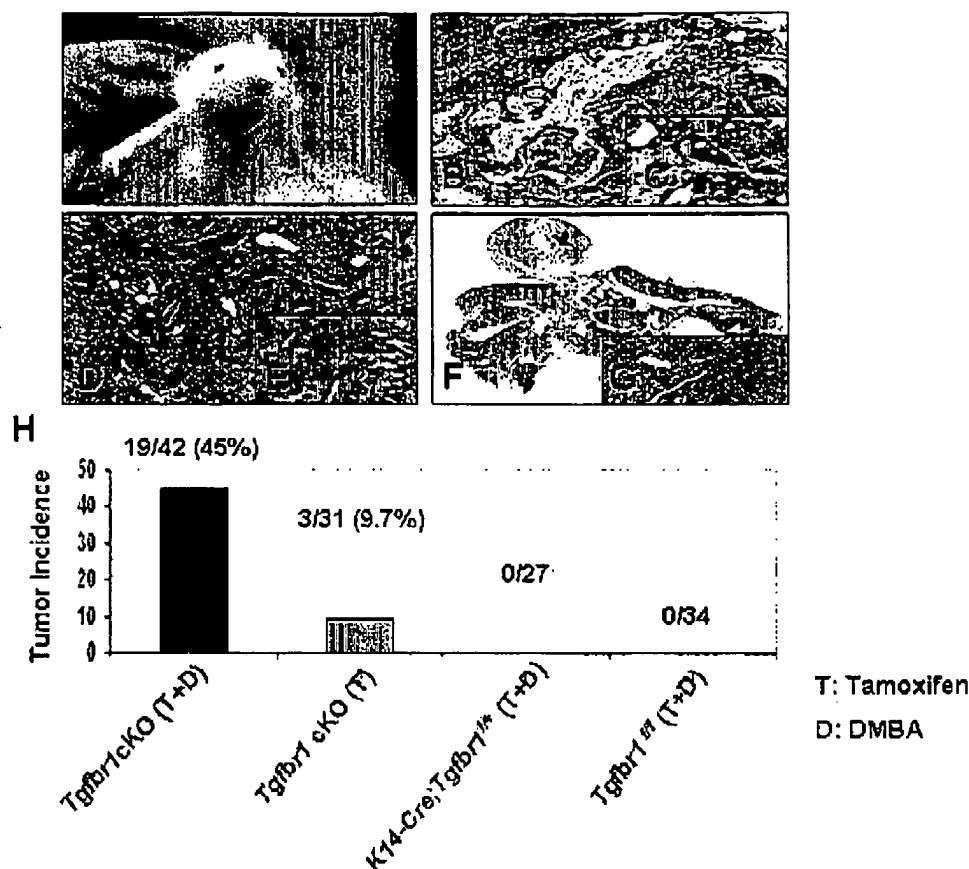 B
C
D
E
F
G
H
19/42 (45%)
3/31 (9.7%)
0/27
0/34
Tumor Incidence
50
40
30
20
10
0
Tgfbr1cKO (T+D)
Tgfbr1 cKO (T)
K14-Cre;Tgfbr1f/+ (T+D)
Tgfbr1 f/f (T+D)
T: Tamoxifen
D: DMBA